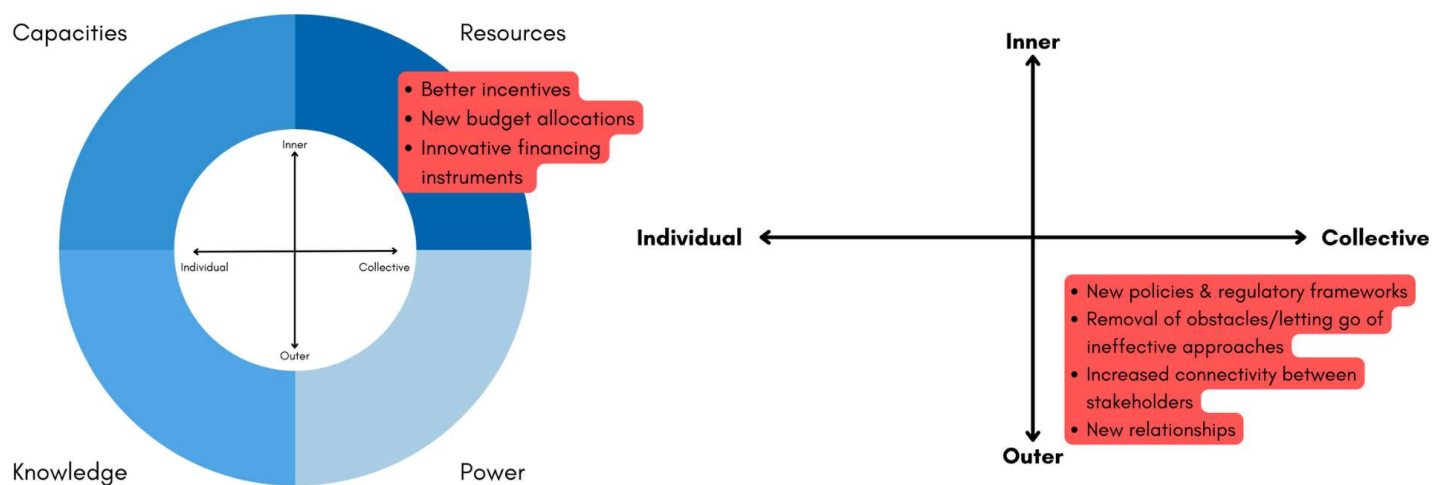 Capacities
Resources
• Better incentives
• New budget allocations
• Innovative financing
instruments
Inner
Individual
Collective
Outer
Knowledge
Power
Inner
Individual
Collective
• New policies & regulatory frameworks
• Removal of obstacles/letting go of
ineffective approaches
• Increased connectivity between
stakeholders
• New relationships
Outer